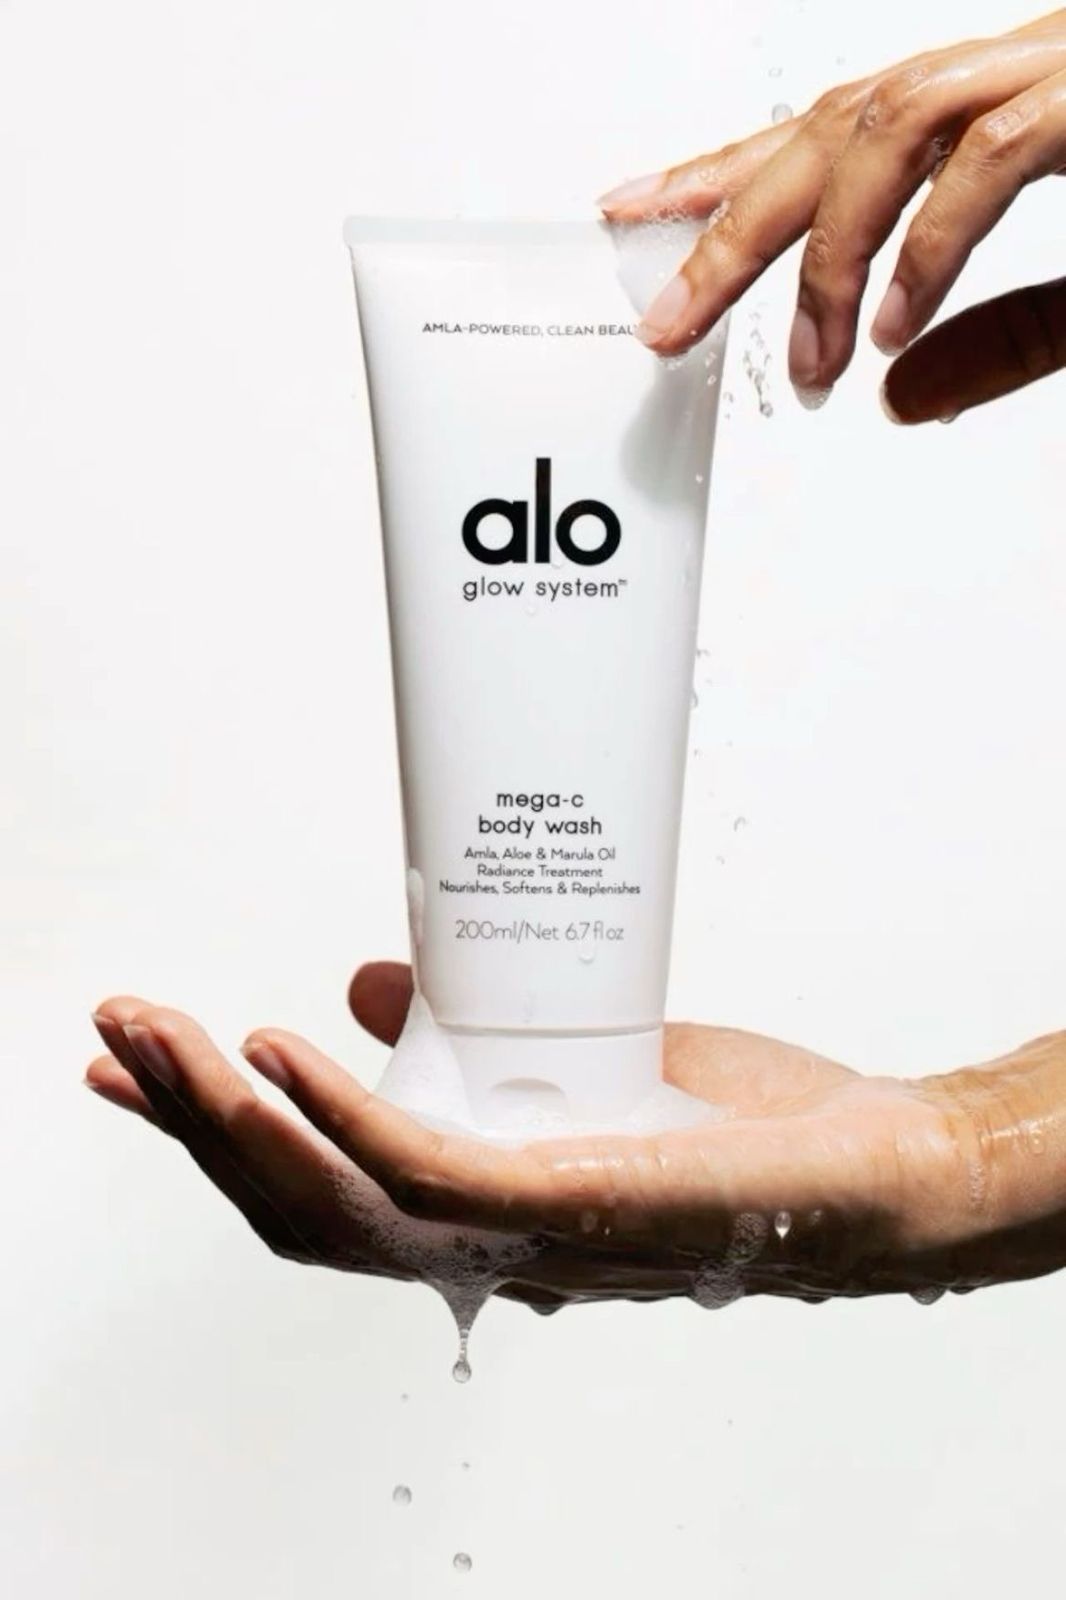 AMLA-POWERED, CLEAN
alo
glow system™
mega-c
body wash
Amla, Aloe & Marula Oil
Radiance Treatment
Nourishes, Softens & Replenishes
200ml/Net 6.7 fl oz